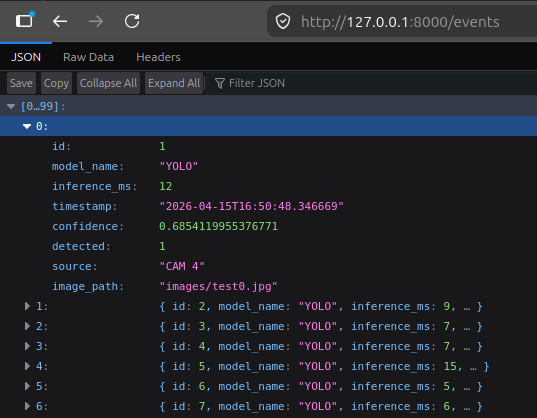 http://127.0.0.1:8000/events
JSON Raw Data Headers
Save Copy Collapse All Expand All Filter JSON
[0…99]:
0:
id: 1
model_name: "YOLO"
inference_ms: 12
timestamp: "2026-04-15T16:50:48.346669"
confidence: 0.6854119955376771
detected: 1
source: "CAM 4"
image_path: "images/test0.jpg"
1: { id: 2, model_name: "YOLO", inference_ms: 9, … }
2: { id: 3, model_name: "YOLO", inference_ms: 7, … }
3: { id: 4, model_name: "YOLO", inference_ms: 7, … }
4: { id: 5, model_name: "YOLO", inference_ms: 15, … }
5: { id: 6, model_name: "YOLO", inference_ms: 5, … }
6: { id: 7, model_name: "YOLO", inference_ms: 6, … }